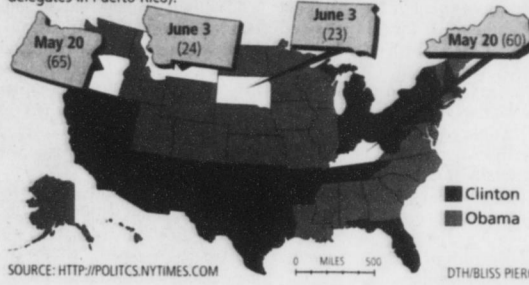 delegates in Puerto Rico).
May 20
(65)
June 3
(24)
June 3
(23)
May 20 (60)
Clinton
Obama
0 MILES 500
SOURCE: HTTP://POLITCS.NYTIMES.COM
DTH/BLISS PIER